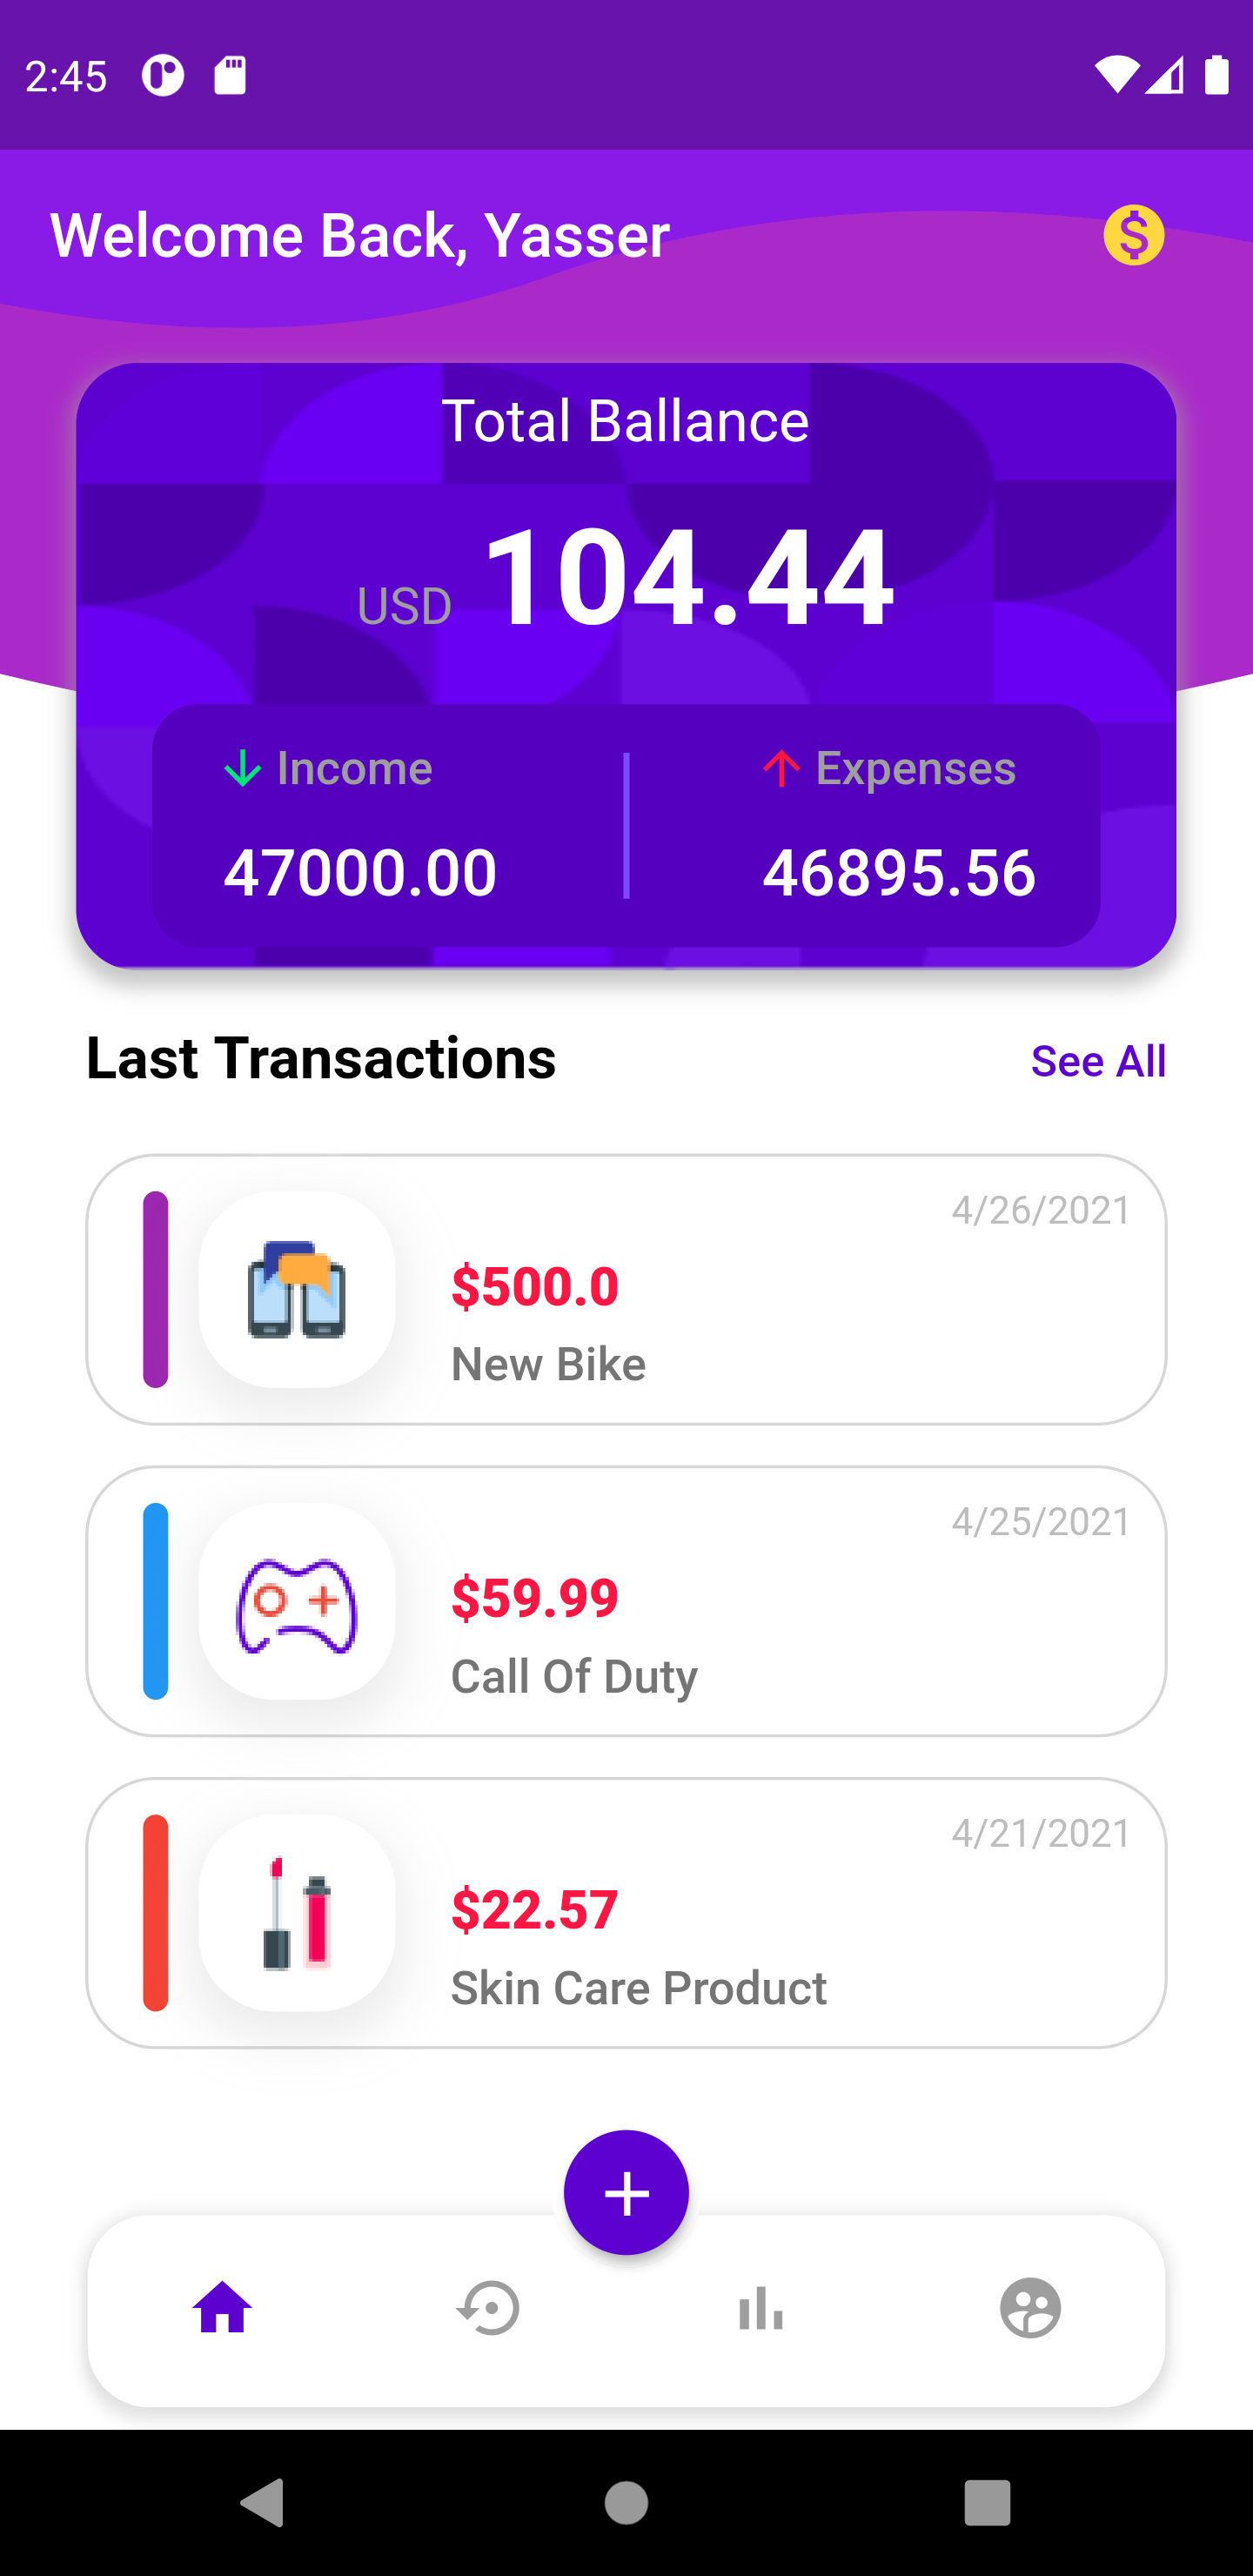 2:45
Welcome Back, Yasser
Total Ballance
USD 104.44
Income
Expenses
47000.00
46895.56
Last Transactions
See All
4/26/2021
$500.0
New Bike
4/25/2021
$59.99
Call Of Duty
4/21/2021
$22.57
Skin Care Product